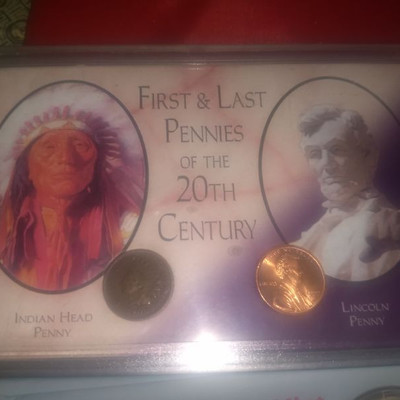 First & Last
Pennies
of the
20th
Century
Indian Head
Penny
Lincoln
Penny